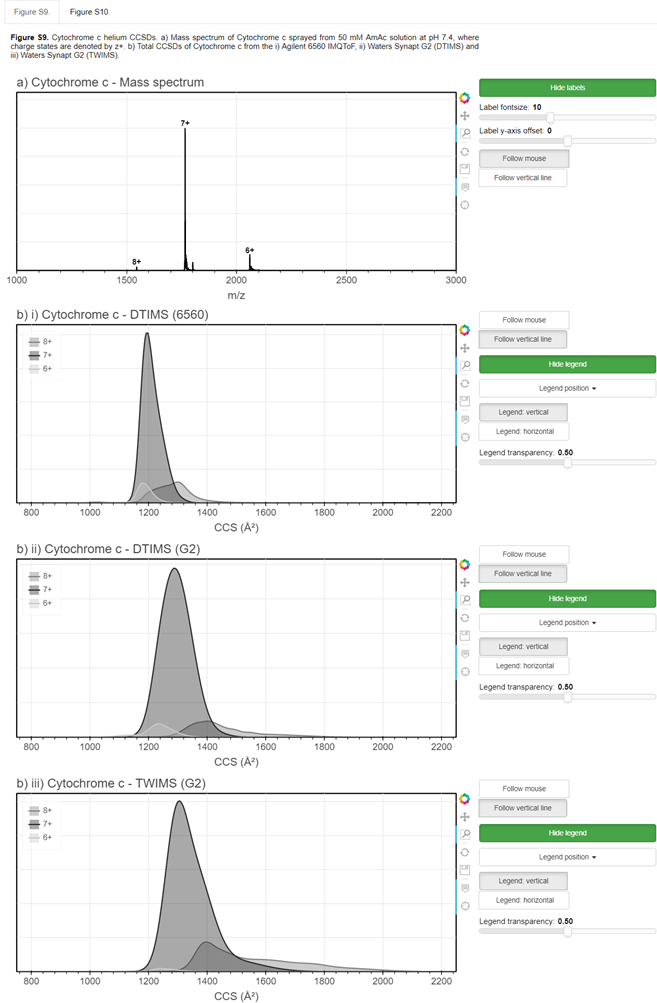 Figure S9.
Figure S10.
Figure S9. Cytochrome c helium CCSDs. a) Mass spectrum of Cytochrome c sprayed from 50 mM AmAc solution at pH 7.4, where
charge states are denoted by z+. b) Total CCSDs of Cytochrome c from the i) Agilent 6560 IMQToF, ii) Waters Synapt G2 (DTIMS) and
iii) Waters Synapt G2 (TWIMS).
a) Cytochrome c - Mass spectrum
7+
8+
6+
1000 1500 2000 2500 3000
m/z
Hide labels
Label fontsize: 10
Label y-axis offset: 0
Follow mouse
Follow vertical line
b) i) Cytochrome c - DTIMS (6560)
8+
7+
6+
800 1000 1200 1400 1600 1800 2000 2200
CCS (Å²)
Follow mouse
Follow vertical line
Hide legend
Legend position
Legend: vertical
Legend: horizontal
Legend transparency: 0.50
b) ii) Cytochrome c - DTIMS (G2)
8+
7+
6+
800 1000 1200 1400 1600 1800 2000 2200
CCS (Å²)
Follow mouse
Follow vertical line
Hide legend
Legend position
Legend: vertical
Legend: horizontal
Legend transparency: 0.50
b) iii) Cytochrome c - TWIMS (G2)
8+
7+
6+
800 1000 1200 1400 1600 1800 2000 2200
CCS (Å²)
Follow mouse
Follow vertical line
Hide legend
Legend position
Legend: vertical
Legend: horizontal
Legend transparency: 0.50